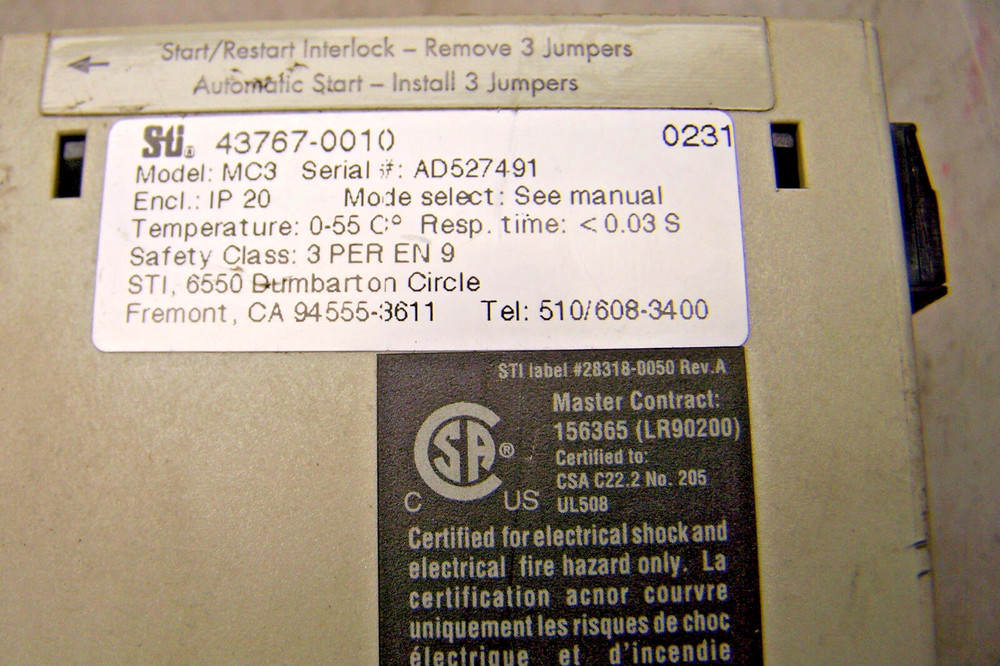 Start/Restart Interlock – Remove 3 Jumpers
Automatic Start – Install 3 Jumpers
Sti® 43767-0010 0231
Model: MC3 Serial #: AD527491
Encl.: IP 20 Mode select: See manual
Temperature: 0-55 C° Resp. time: < 0.03 S
Safety Class: 3 PER EN 9
STI, 6550 Dumbarton Circle
Fremont, CA 94555-3611 Tel: 510/608-3400
STI label #28318-0050 Rev.A
CSA® C US
Master Contract:
156365 (LR90200)
Certified to:
CSA C22.2 No. 205
UL508
Certified for electrical shock and
electrical fire hazard only. La
certification acnor couvre
uniquement les risques de choc
électrique et d'incendie